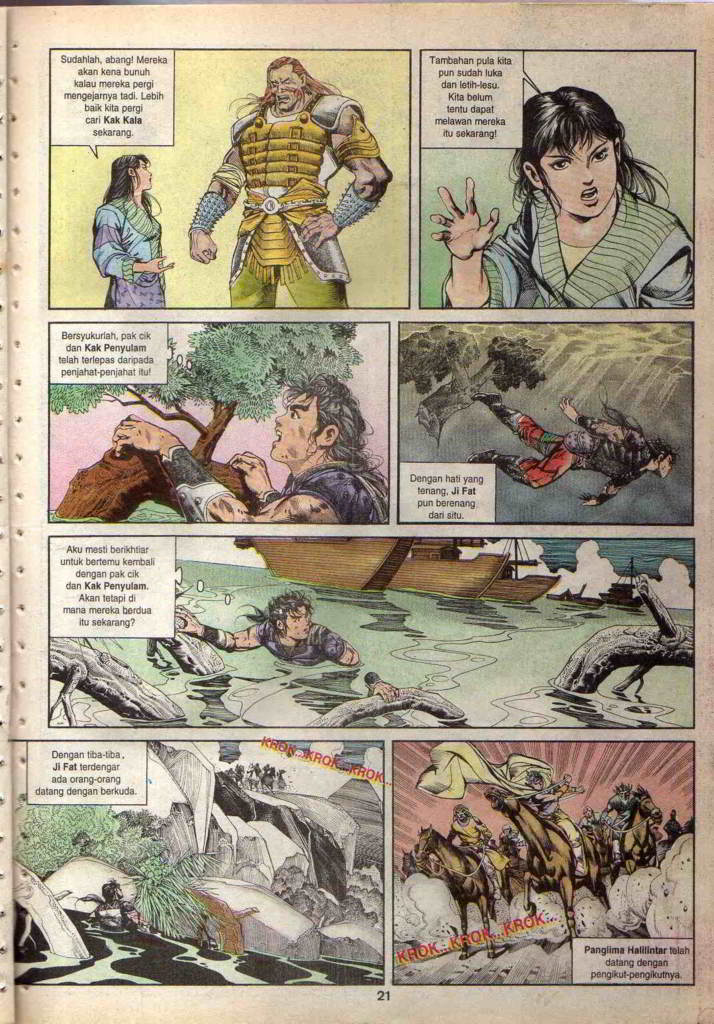 Sudahlah, abang! Mereka
akan kena bunuh
kalau mereka pergi
mengejarnya tadi. Lebih
baik kita pergi
cari Kak Kala
sekarang.
Tambahan pula kita
pun sudah luka
dan letih-lesu.
Kita belum
tentu dapat
melawan mereka
itu sekarang!
Bersyukurlah, pak cik
dan Kak Penyulam
telah terlepas daripada
penjahat-penjahat itu!
Dengan hati yang
tenang, Ji Fat
pun berenang
dari situ.
Aku mesti berikhtiar
untuk bertemu kembali
dengan pak cik
dan Kak Penyulam.
Akan tetapi di
mana mereka berdua
itu sekarang?
Dengan tiba-tiba,
Ji Fat terdengar
ada orang-orang
datang dengan berkuda.
KROK...KROK...KROK...
KROK...KROK...KROK...
Panglima Halilintar telah
datang dengan
pengikut-pengikutnya.
21